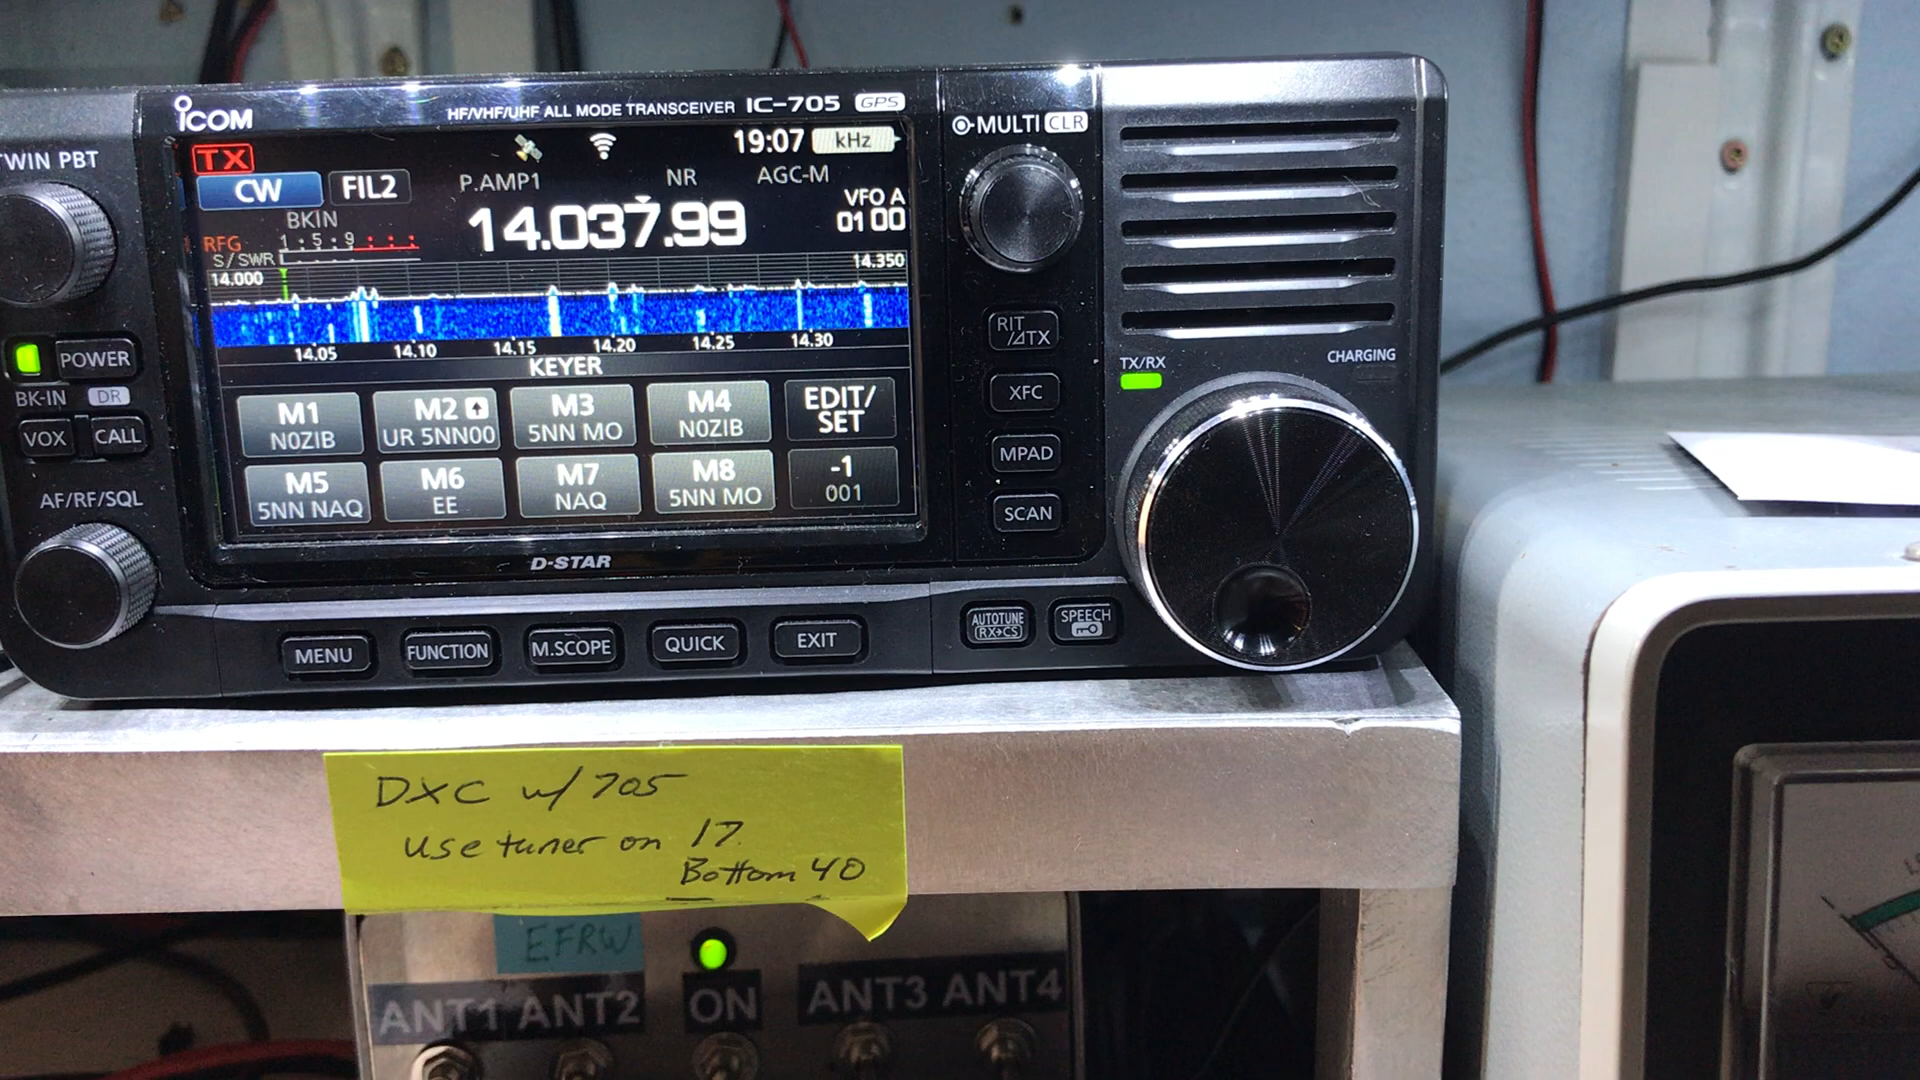 ICOM
HF/VHF/UHF ALL MODE TRANSCEIVER IC-705 GPS
TWIN PBT
TX
19:07 kHz
CW FIL2
P.AMP1 NR AGC-M
BKIN
14.037.99
VFO A
01 00
RFG
1 5 9
S/SWR
14.000
14.350
14.05 14.10 14.15 14.20 14.25 14.30
KEYER
M1
N0ZIB
M2
UR 5NN00
M3
5NN MO
M4
N0ZIB
EDIT/
SET
M5
5NN NAQ
M6
EE
M7
NAQ
M8
5NN MO
-1
001
D-STAR
POWER
BK-IN DR
VOX CALL
AF/RF/SQL
MENU FUNCTION M.SCOPE QUICK EXIT
MULTI CLR
RIT
/⊿TX
XFC
MPAD
SCAN
AUTOTUNE
RX→CS
SPEECH
TX/RX
CHARGING
DXC w/ 705
Use tuner on 17.
Bottom 40
EFRW
ANT1 ANT2 ON ANT3 ANT4